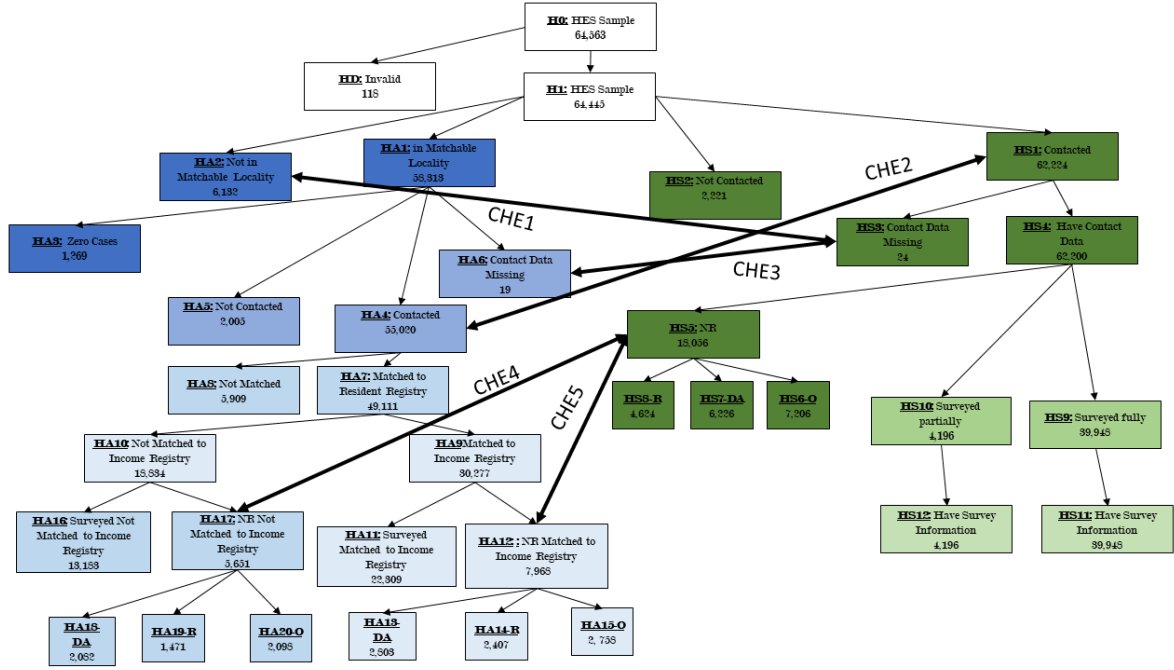 H0: HES Sample
64,563
HD: Invalid
118
H1: HES Sample
64,445
HA2: Not in
Matchable Locality
6,132
HA1: in Matchable
Locality
58,313
HS2: Not Contacted
2,221
HS1: Contacted
62,224
CHE2
CHE1
HA3: Zero Cases
1,269
HA6: Contact Data
Missing
19
CHE3
HS3: Contact Data
Missing
24
HS4: Have Contact
Data
62,200
HA5: Not Contacted
2,005
HA4: Contacted
55,020
HS5: NR
18,056
HA8: Not Matched
5,909
HA7: Matched to
Resident Registry
49,111
CHE4
CHE5
HS8-R
4,624
HS7-DA
6,226
HS6-O
7,206
HS10: Surveyed
partially
4,196
HS9: Surveyed fully
39,948
HA10: Not Matched to
Income Registry
18,834
HA9Matched to
Income Registry
30,277
HA16: Surveyed Not
Matched to Income
Registry
13,183
HA17: NR Not
Matched to Income
Registry
5,651
HA11: Surveyed
Matched to Income
Registry
22,309
HA12 : NR Matched to
Income Registry
7,968
HS12: Have Survey
Information
4,196
HS11: Have Survey
Information
39,948
HA18-
DA
2,082
HA19-R
1,471
HA20-O
2,098
HA13-
DA
2,803
HA14-R
2,407
HA15-O
2, 758